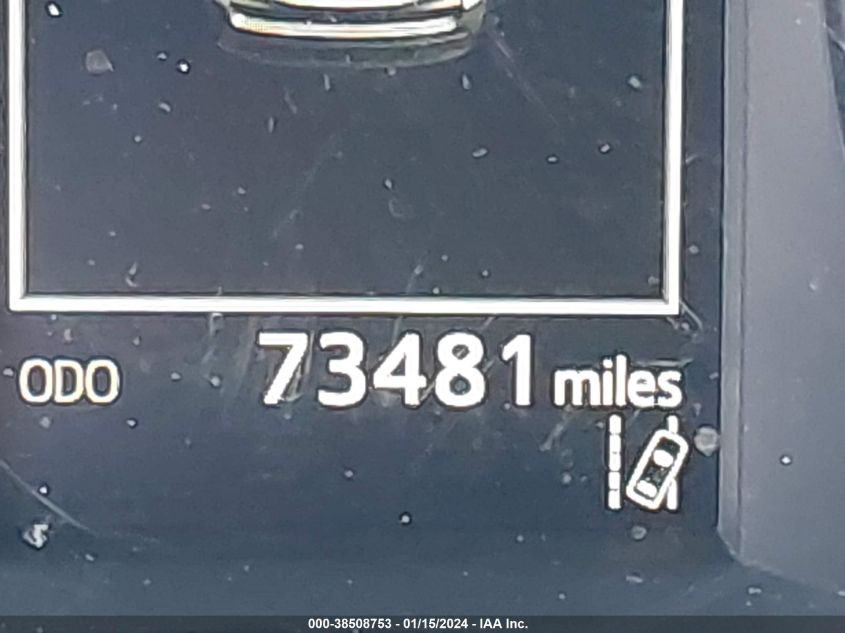 ODO 73481 miles
000-38508753 - 01/15/2024 - IAA Inc.